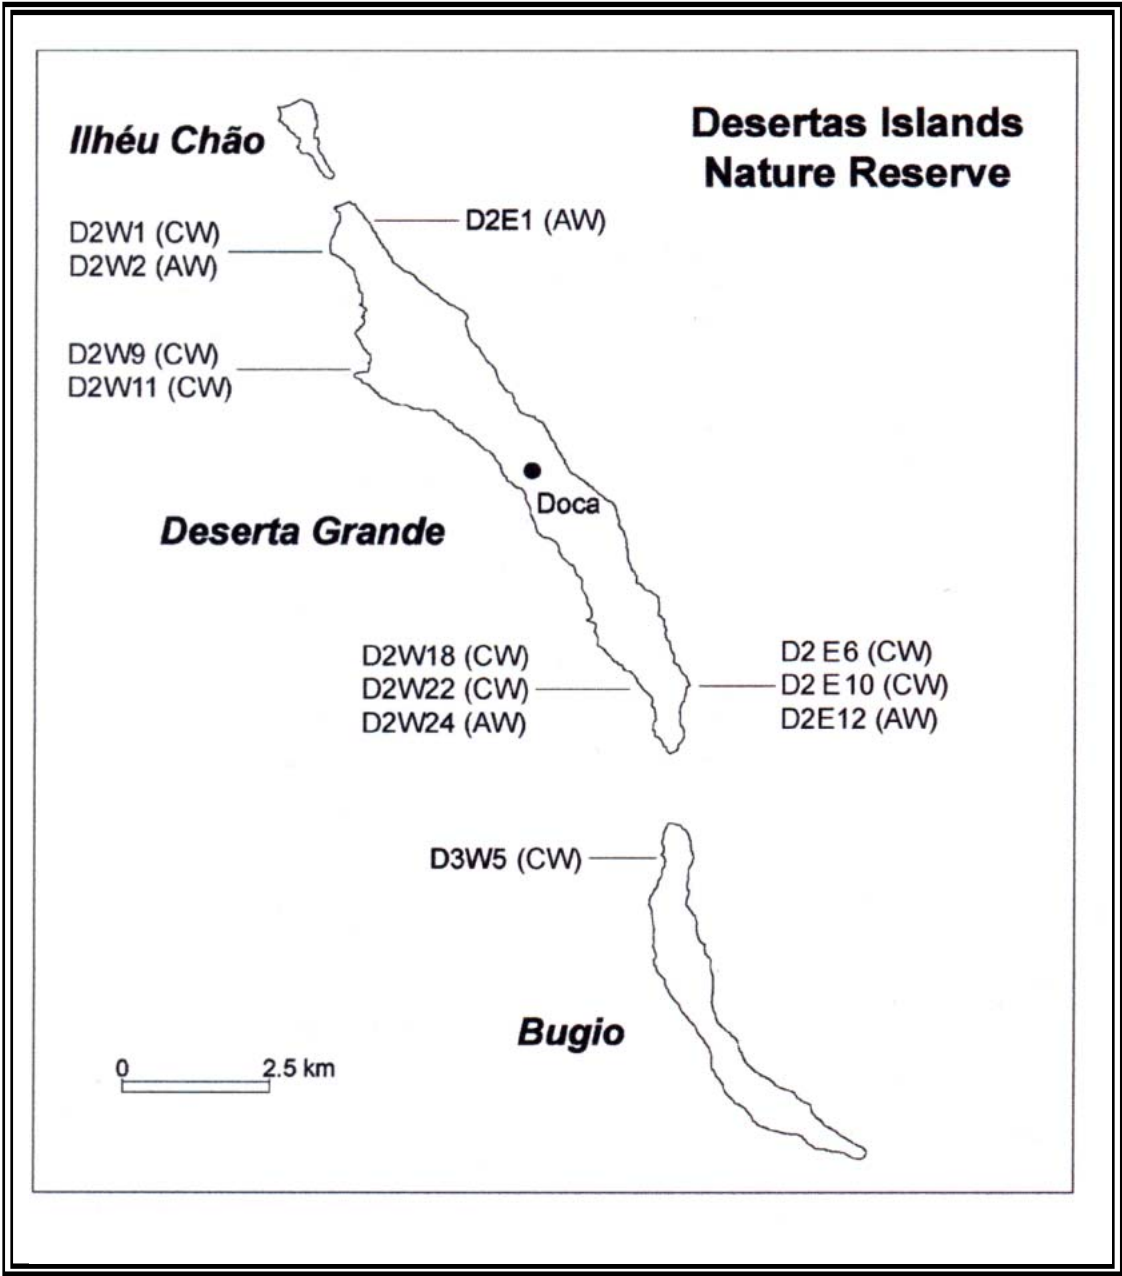 Desertas Islands
Nature Reserve
Ilhéu Chão
D2W1 (CW)
D2W2 (AW)
D2E1 (AW)
D2W9 (CW)
D2W11 (CW)
Doca
Deserta Grande
D2W18 (CW)
D2W22 (CW)
D2W24 (AW)
D2 E6 (CW)
D2 E10 (CW)
D2E12 (AW)
D3W5 (CW)
Bugio
0 2.5 km